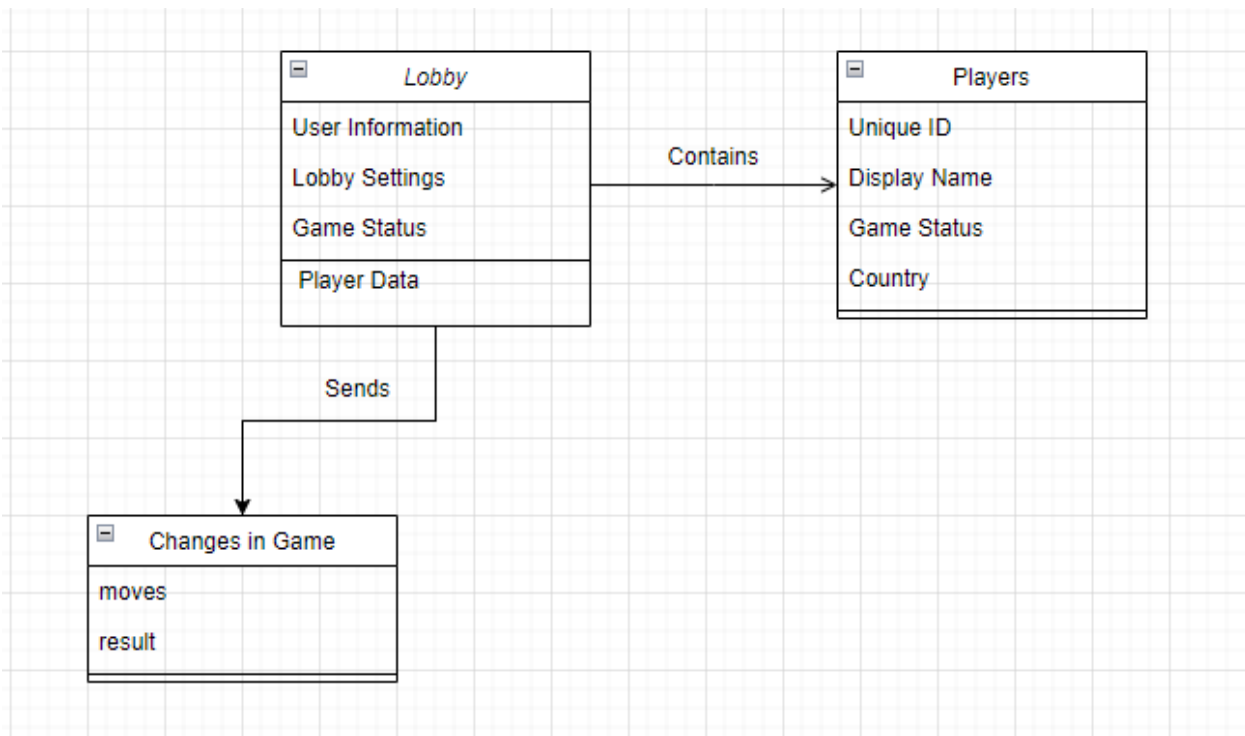 Lobby
User Information
Lobby Settings
Game Status
Player Data
Contains
Players
Unique ID
Display Name
Game Status
Country
Sends
Changes in Game
moves
result